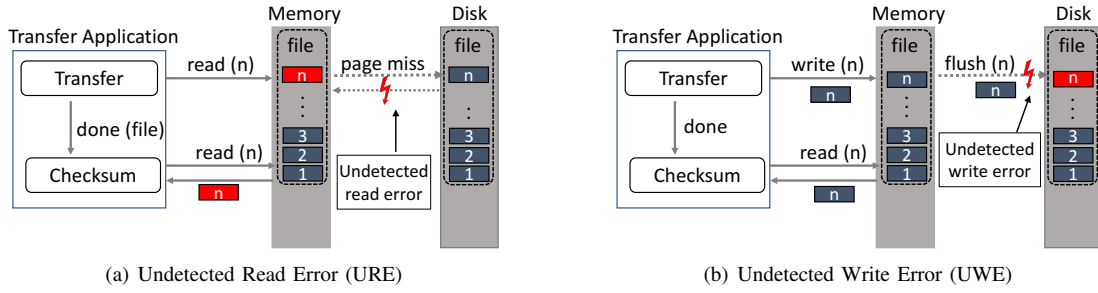 Memory
Disk
Transfer Application
file
file
Transfer
read (n)
n
page miss
n
done (file)
3
2
1
3
2
1
read (n)
Checksum
n
Undetected
read error
(a) Undetected Read Error (URE)
Memory
Disk
Transfer Application
file
file
Transfer
write (n)
n
n
flush (n)
n
n
done
3
2
1
3
2
1
read (n)
Checksum
n
Undetected
write error
(b) Undetected Write Error (UWE)